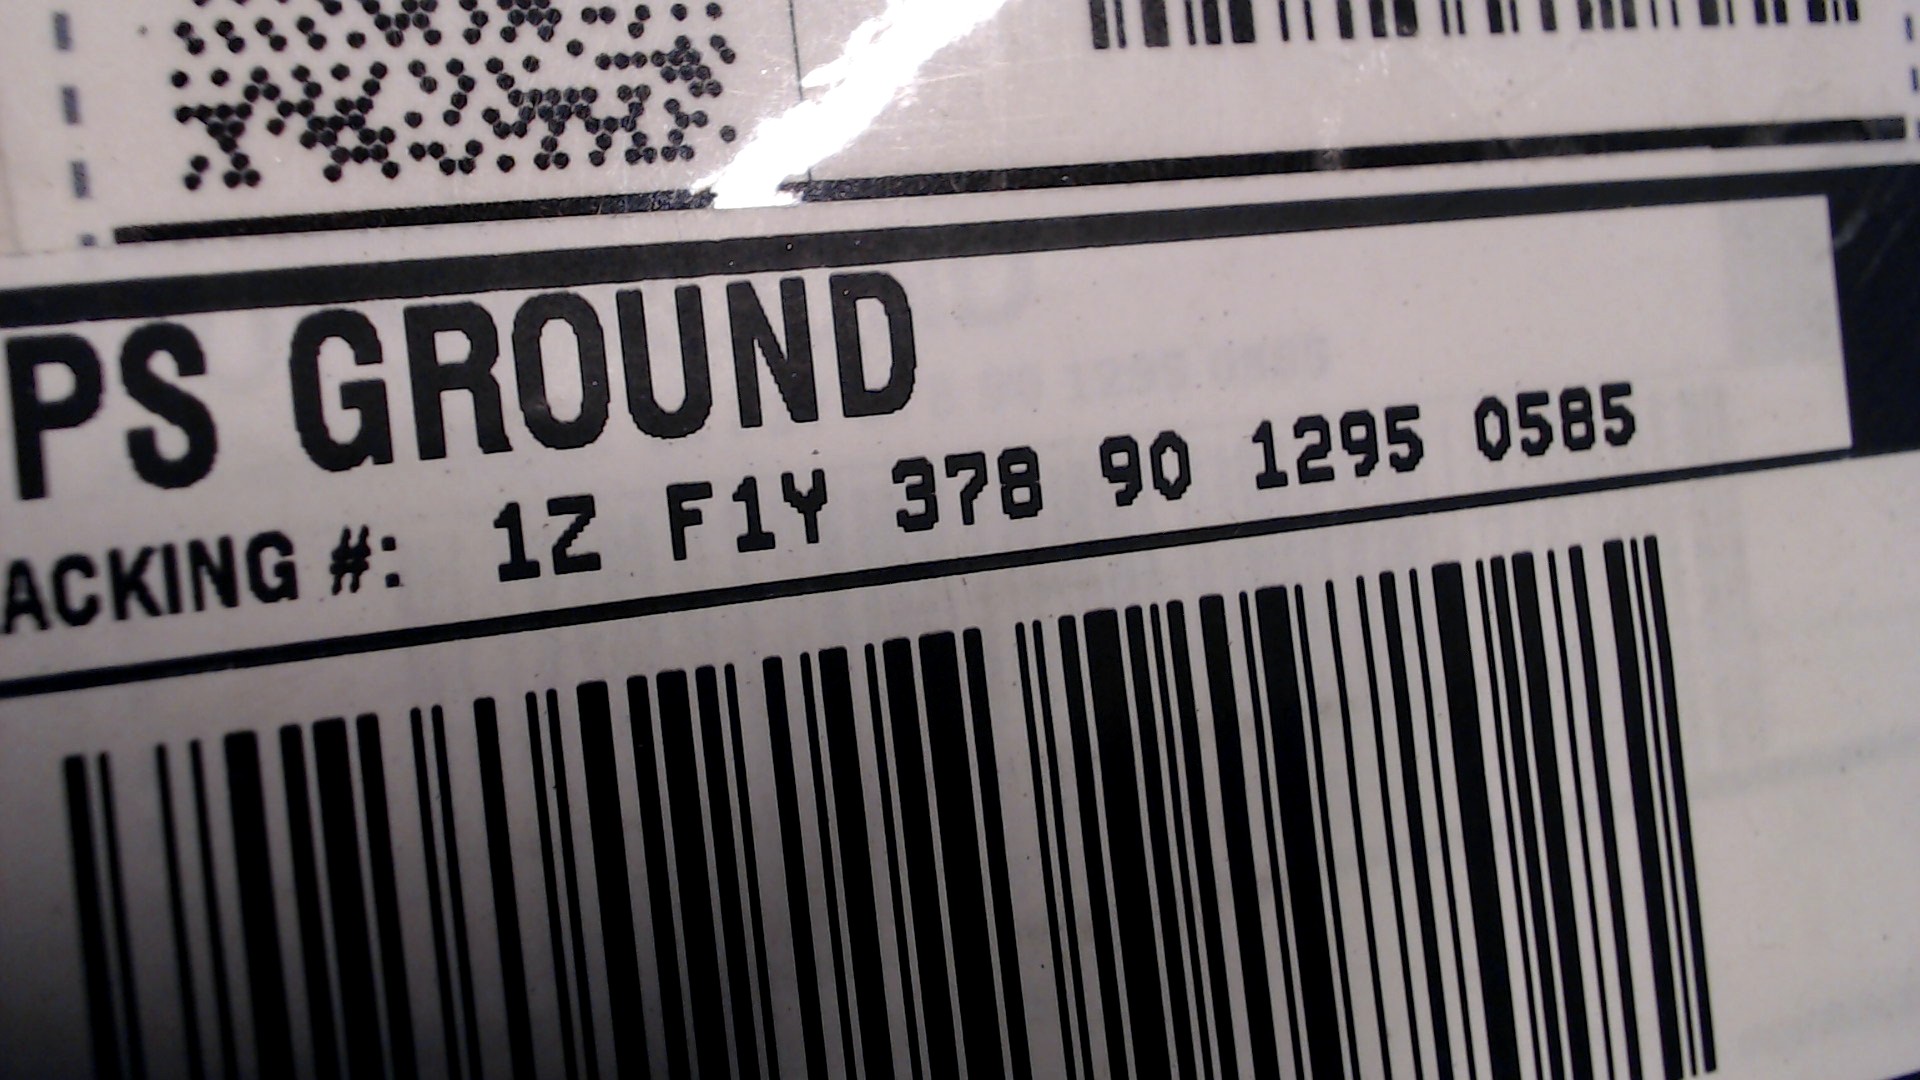 PS GROUND
ACKING #: 1Z F1Y 378 90 1295 0585